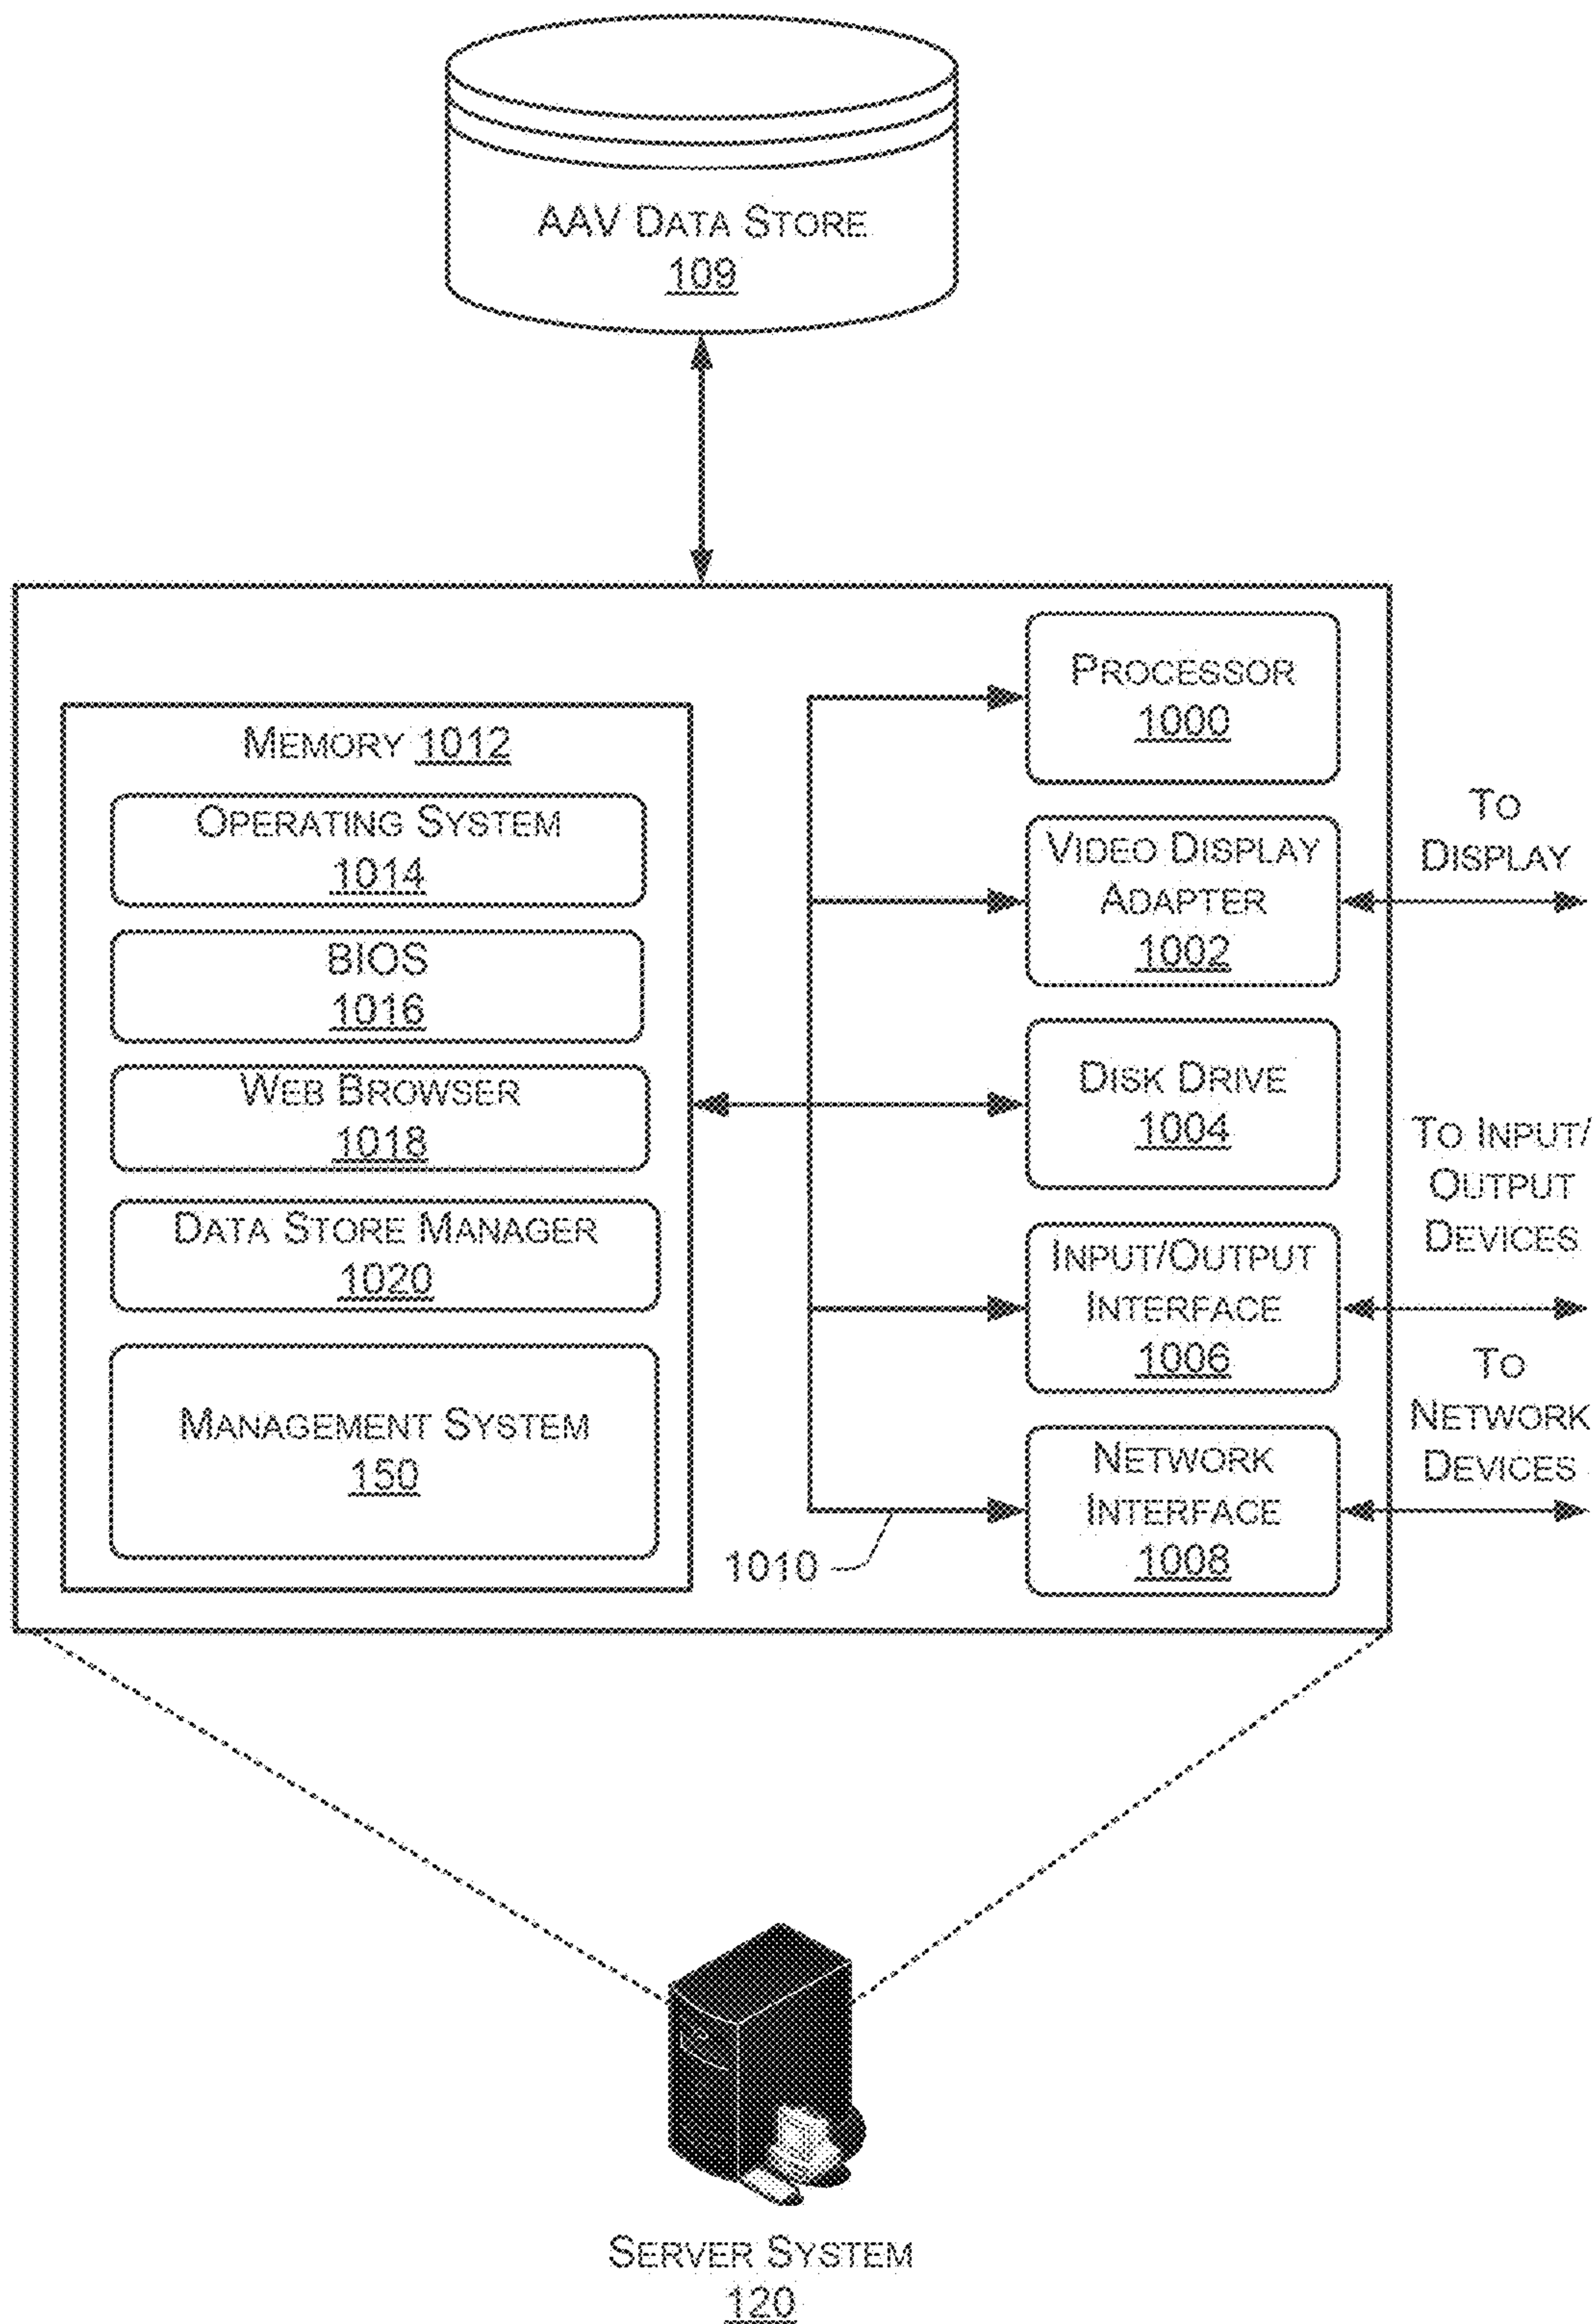 AAV DATA STORE
109
MEMORY 1012
OPERATING SYSTEM
1014
BIOS
1016
WEB BROWSER
1018
DATA STORE MANAGER
1020
MANAGEMENT SYSTEM
150
PROCESSOR
1000
VIDEO DISPLAY
ADAPTER
1002
DISK DRIVE
1004
INPUT/OUTPUT
INTERFACE
1006
NETWORK
INTERFACE
1008
1010
TO
DISPLAY
TO INPUT/
OUTPUT
DEVICES
TO
NETWORK
DEVICES
SERVER SYSTEM
120